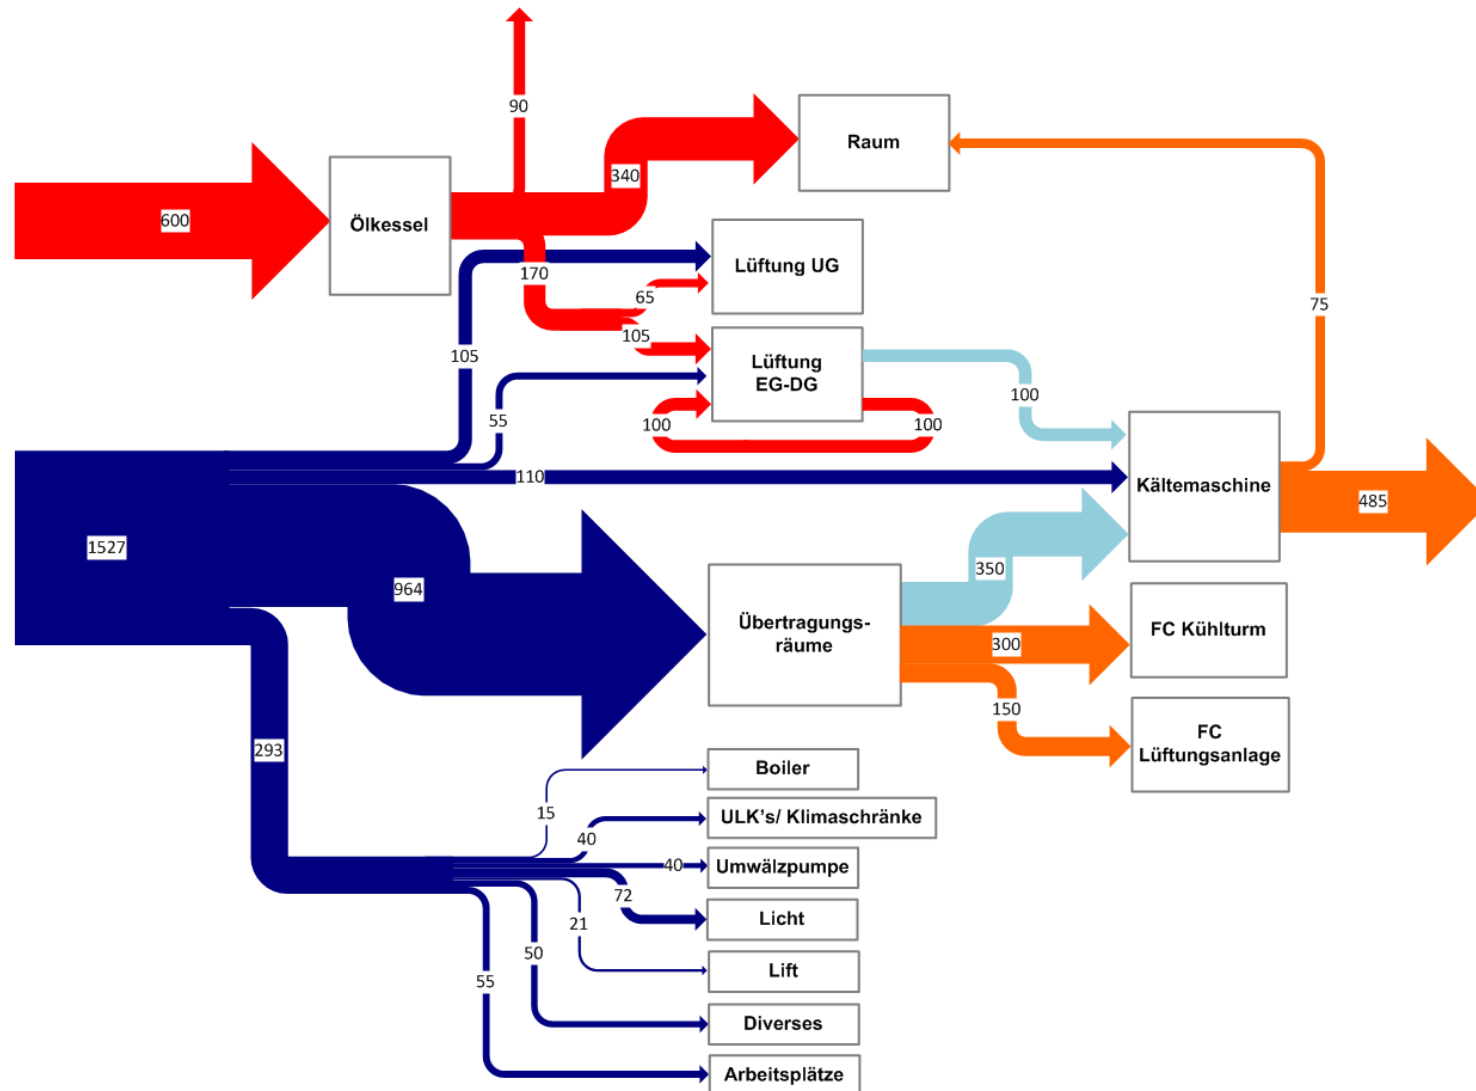 90
Raum
340
600
Ölkessel
Lüftung UG
170
65
75
105
105
Lüftung
EG-DG
100
55
100
100
110
Kältemaschine
485
1527
964
350
Übertragungs-
räume
300
FC Kühlturm
150
FC
Lüftungsanlage
293
Boiler
15
ULK's/ Klimaschränke
40
40
Umwälzpumpe
72
Licht
21
50
Lift
55
Diverses
Arbeitsplätze